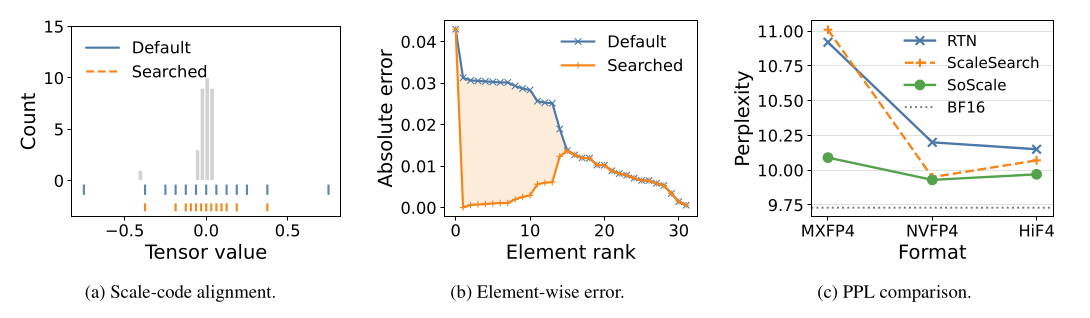 15
10
5
0
Count
Default
Searched
−0.5
0.0
0.5
Tensor value
(a) Scale-code alignment.
0.04
0.03
0.02
0.01
0.00
Absolute error
Default
Searched
0
10
20
30
Element rank
(b) Element-wise error.
11.00
10.75
10.50
10.25
10.00
9.75
Perplexity
RTN
ScaleSearch
SoScale
BF16
MXFP4
NVFP4
HiF4
Format
(c) PPL comparison.